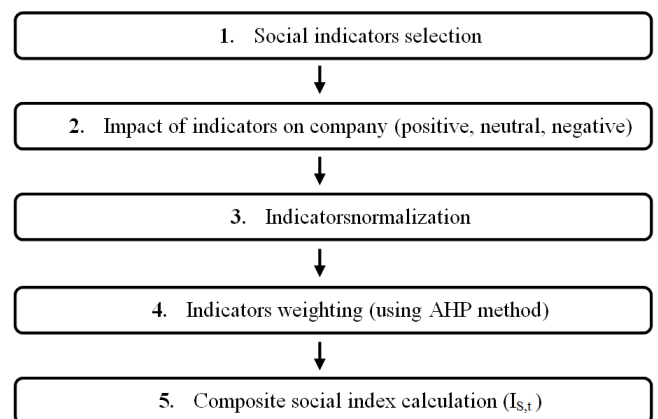 1. Social indicators selection
2. Impact of indicators on company (positive, neutral, negative)
3. Indicatorsnormalization
4. Indicators weighting (using AHP method)
5. Composite social index calculation (I_S,t )